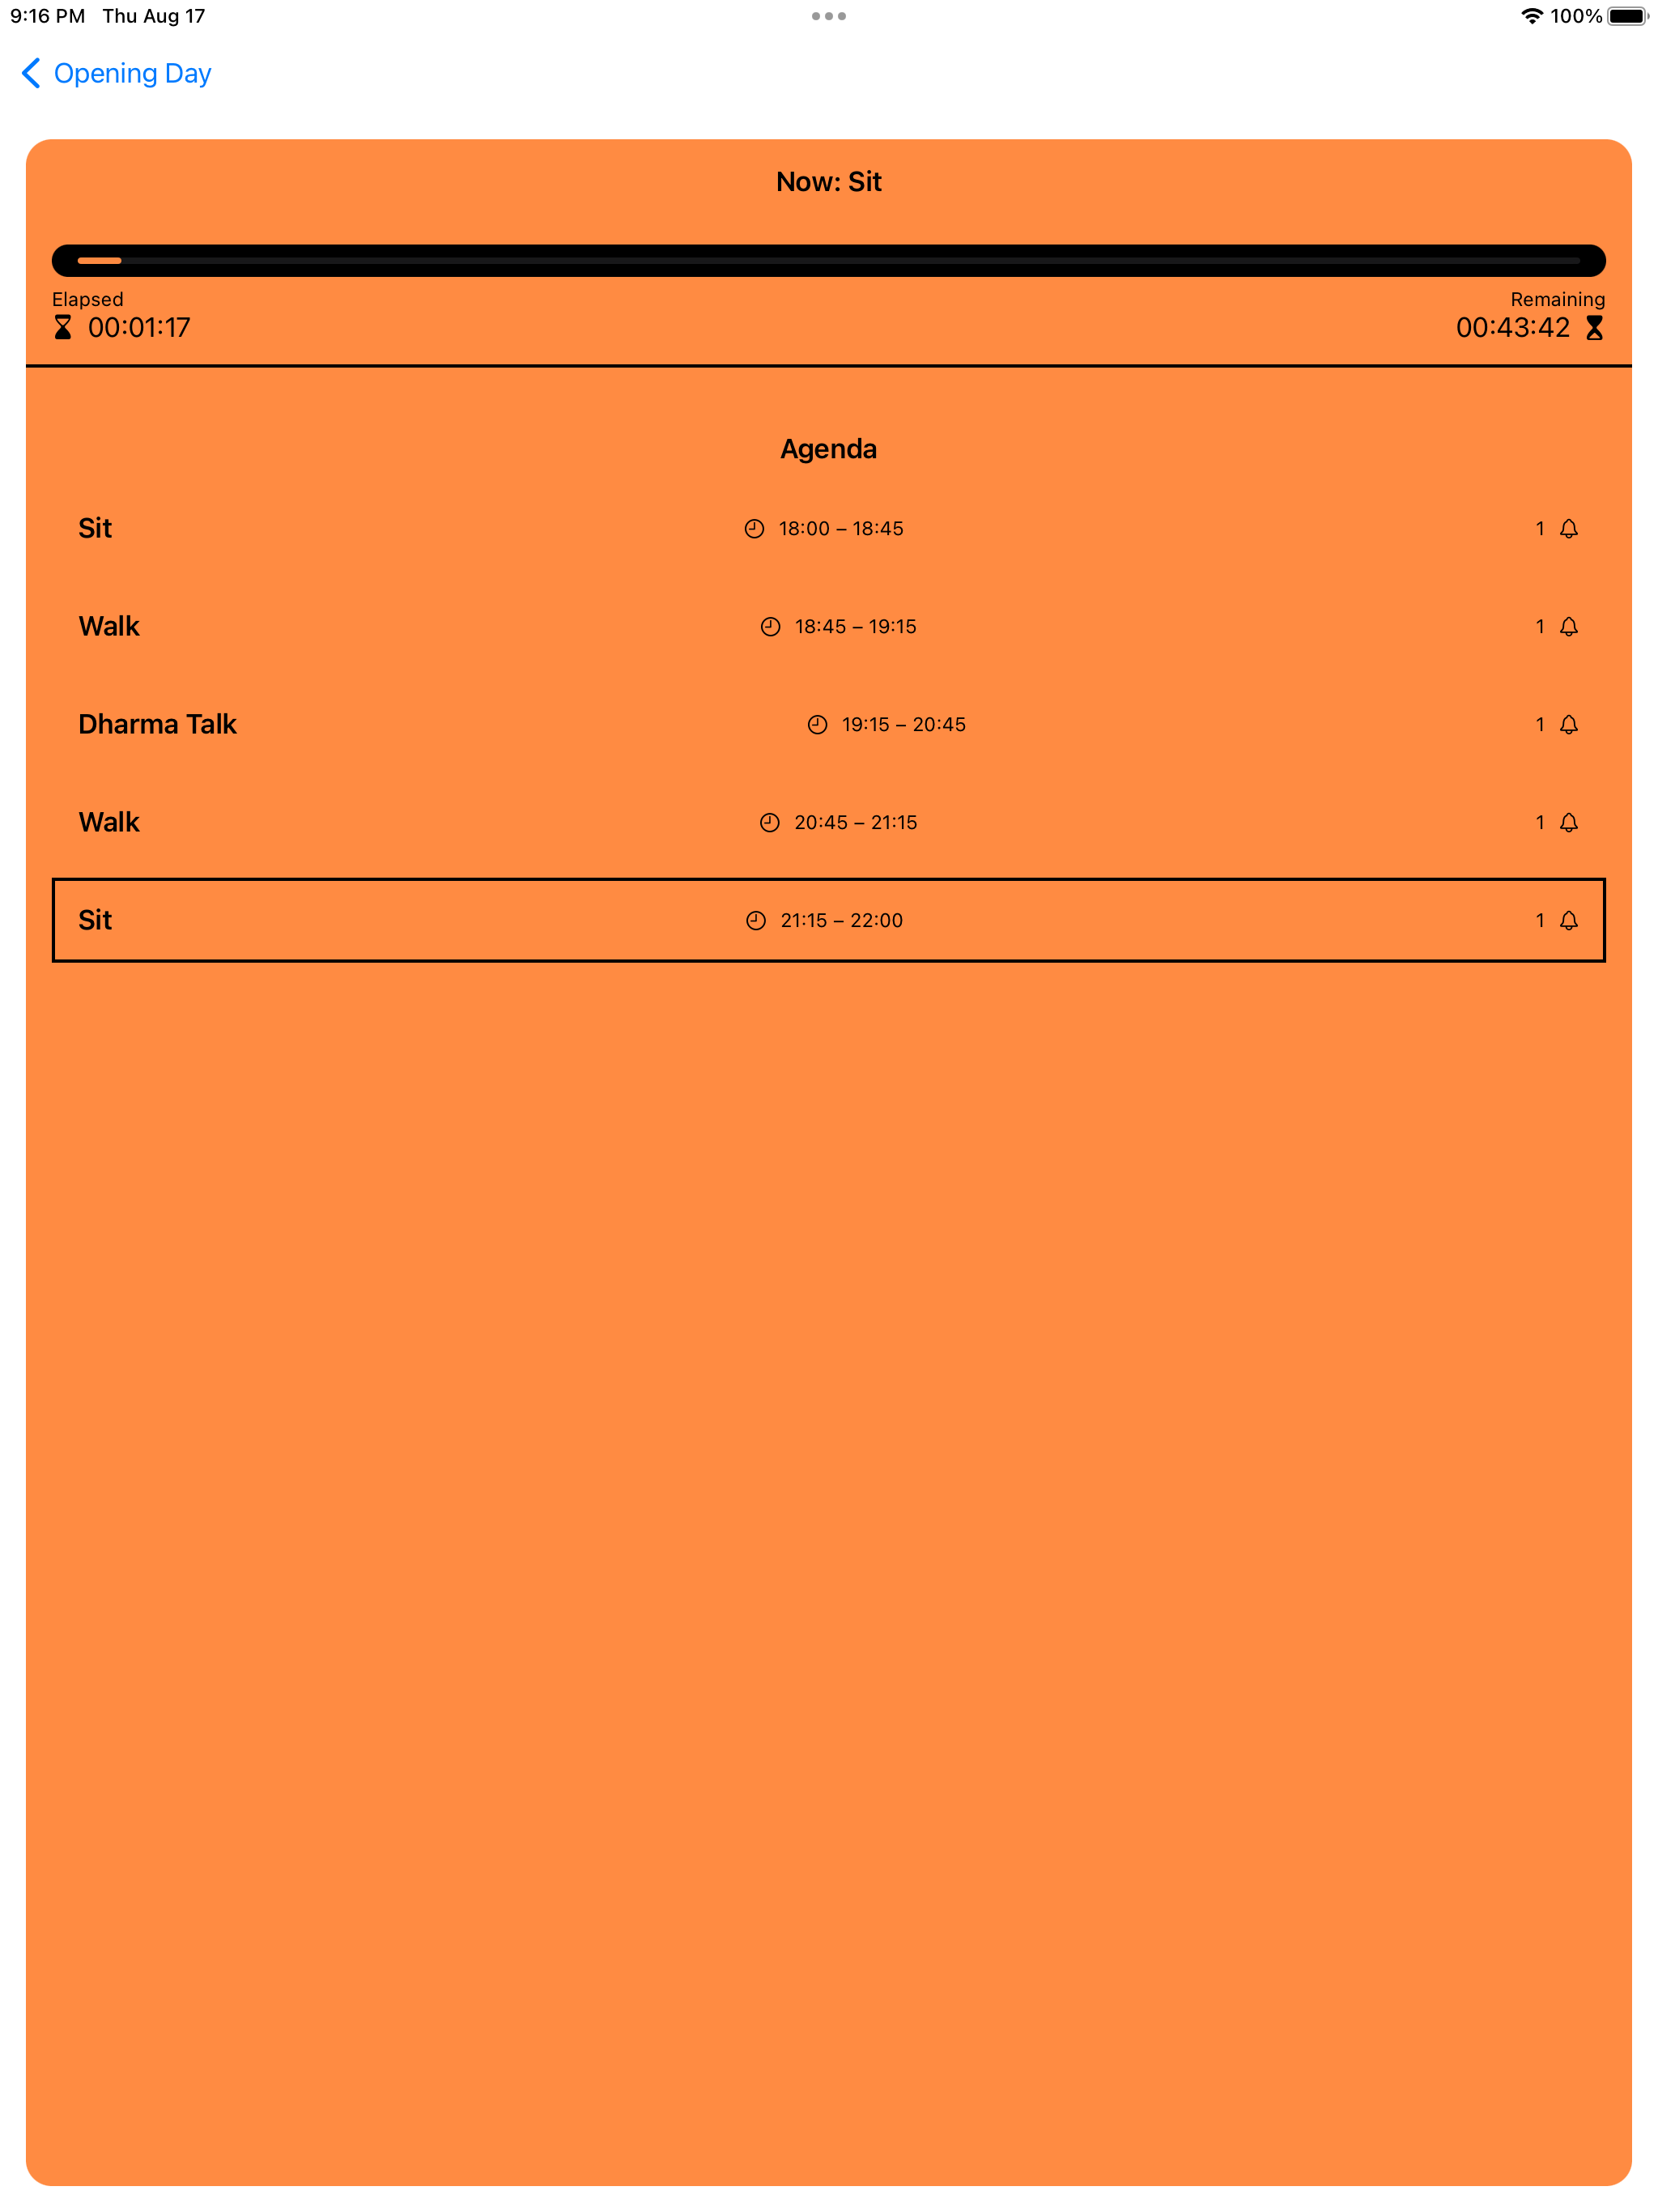 9:16 PM Thu Aug 17
100%
Opening Day
Now: Sit
Elapsed Remaining
00:01:17 00:43:42
Agenda
Sit 18:00 – 18:45 1
Walk 18:45 – 19:15 1
Dharma Talk 19:15 – 20:45 1
Walk 20:45 – 21:15 1
Sit 21:15 – 22:00 1